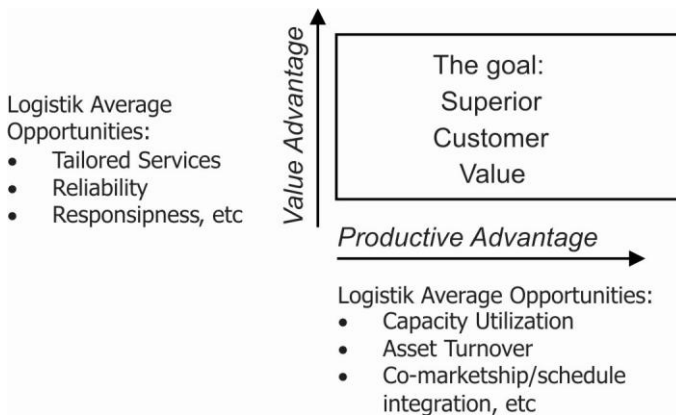 Logistik Average
Opportunities:
• Tailored Services
• Reliability
• Responsipness, etc
Value Advantage
The goal:
Superior
Customer
Value
Productive Advantage
Logistik Average Opportunities:
• Capacity Utilization
• Asset Turnover
• Co-marketship/schedule
integration, etc